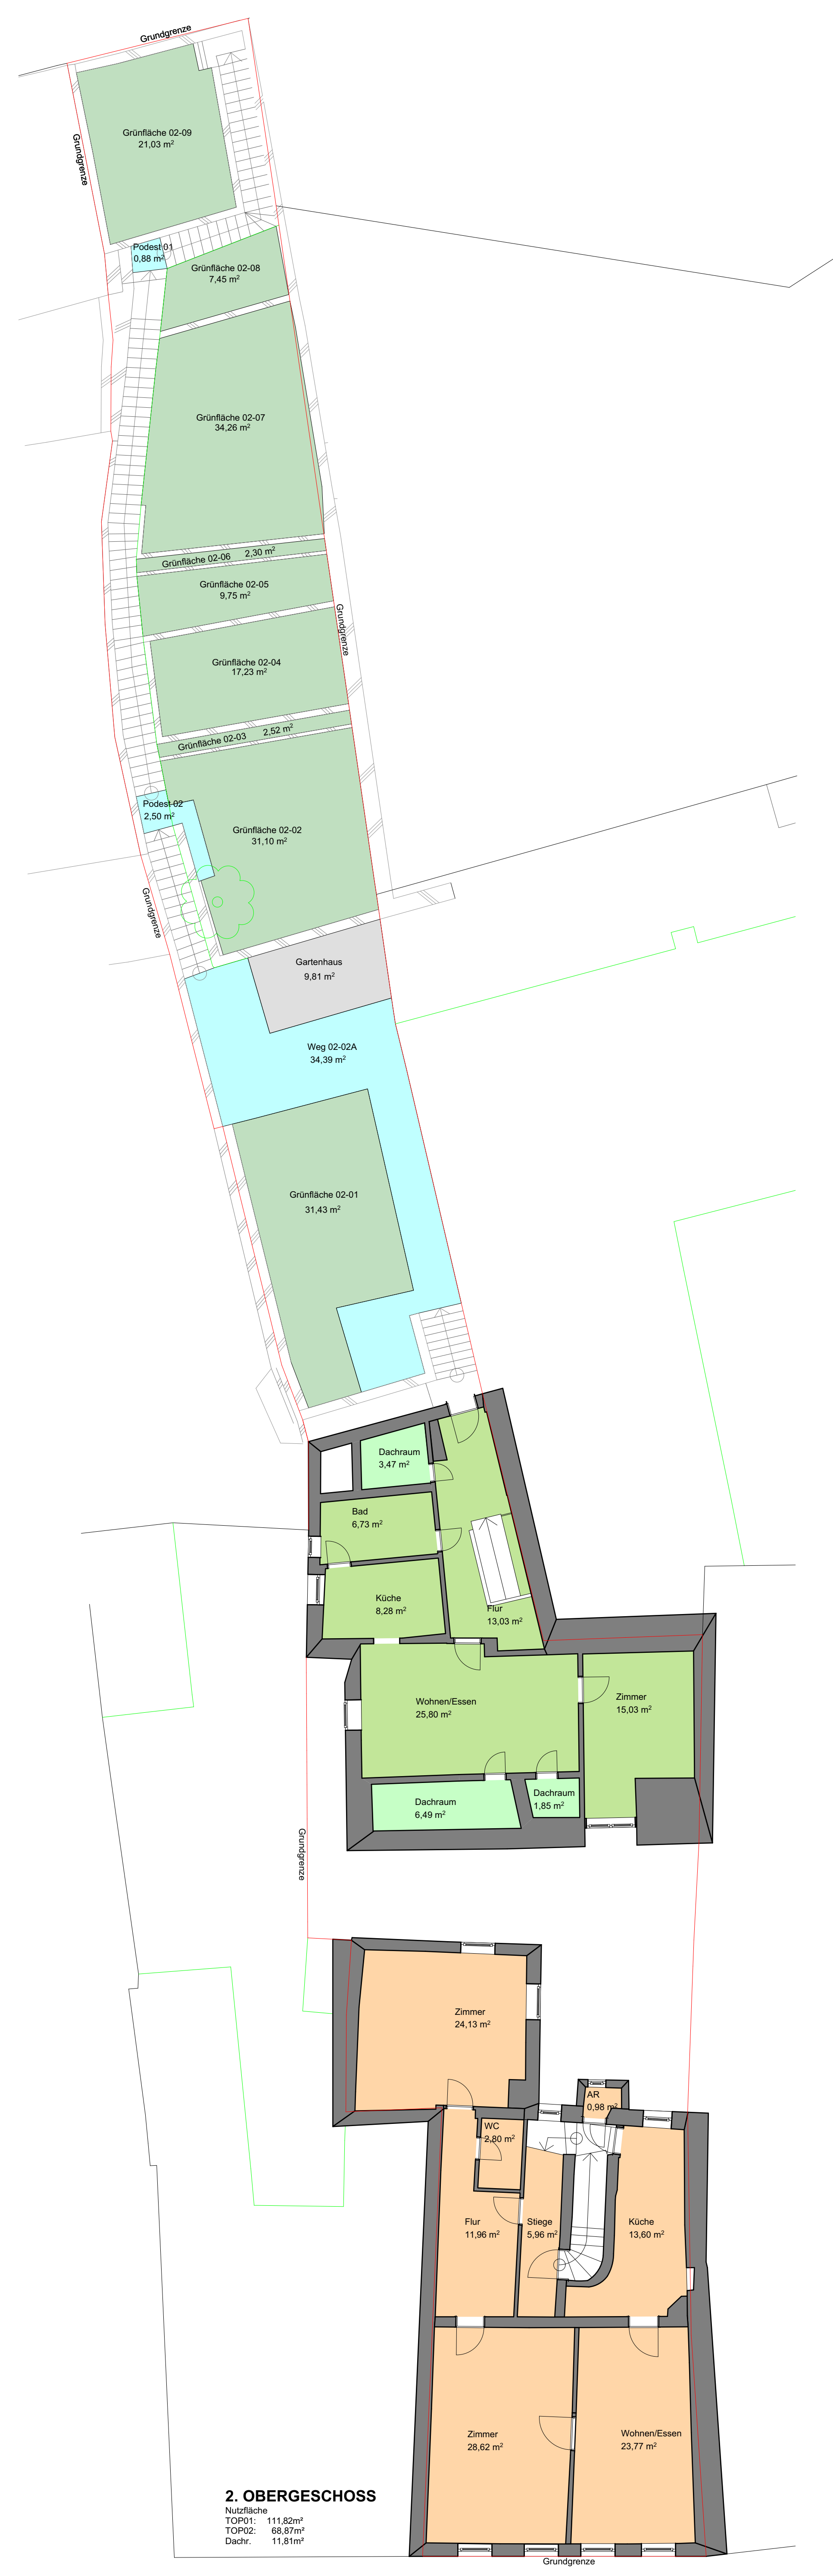 Grundgrenze
Grundgrenze
Grünfläche 02-09
21,03 m²
Podest 01
0,88 m²
Grünfläche 02-08
7,45 m²
Grünfläche 02-07
34,26 m²
Grünfläche 02-06 2,30 m²
Grünfläche 02-05
9,75 m²
Grundgrenze
Grünfläche 02-04
17,23 m²
Grünfläche 02-03 2,52 m²
Podest 02
2,50 m²
Grünfläche 02-02
31,10 m²
Grundgrenze
Gartenhaus
9,81 m²
Weg 02-02A
34,39 m²
Grünfläche 02-01
31,43 m²
Dachraum
3,47 m²
Bad
6,73 m²
Küche
8,28 m²
Flur
13,03 m²
Wohnen/Essen
25,80 m²
Zimmer
15,03 m²
Dachraum
6,49 m²
Dachraum
1,85 m²
Grundgrenze
Zimmer
24,13 m²
AR
0,98 m²
WC
2,80 m²
Flur
11,96 m²
Stiege
5,96 m²
Küche
13,60 m²
Zimmer
28,62 m²
Wohnen/Essen
23,77 m²
2. OBERGESCHOSS
Nutzfläche
TOP01: 111,82m²
TOP02: 68,87m²
Dachr. 11,81m²
Grundgrenze